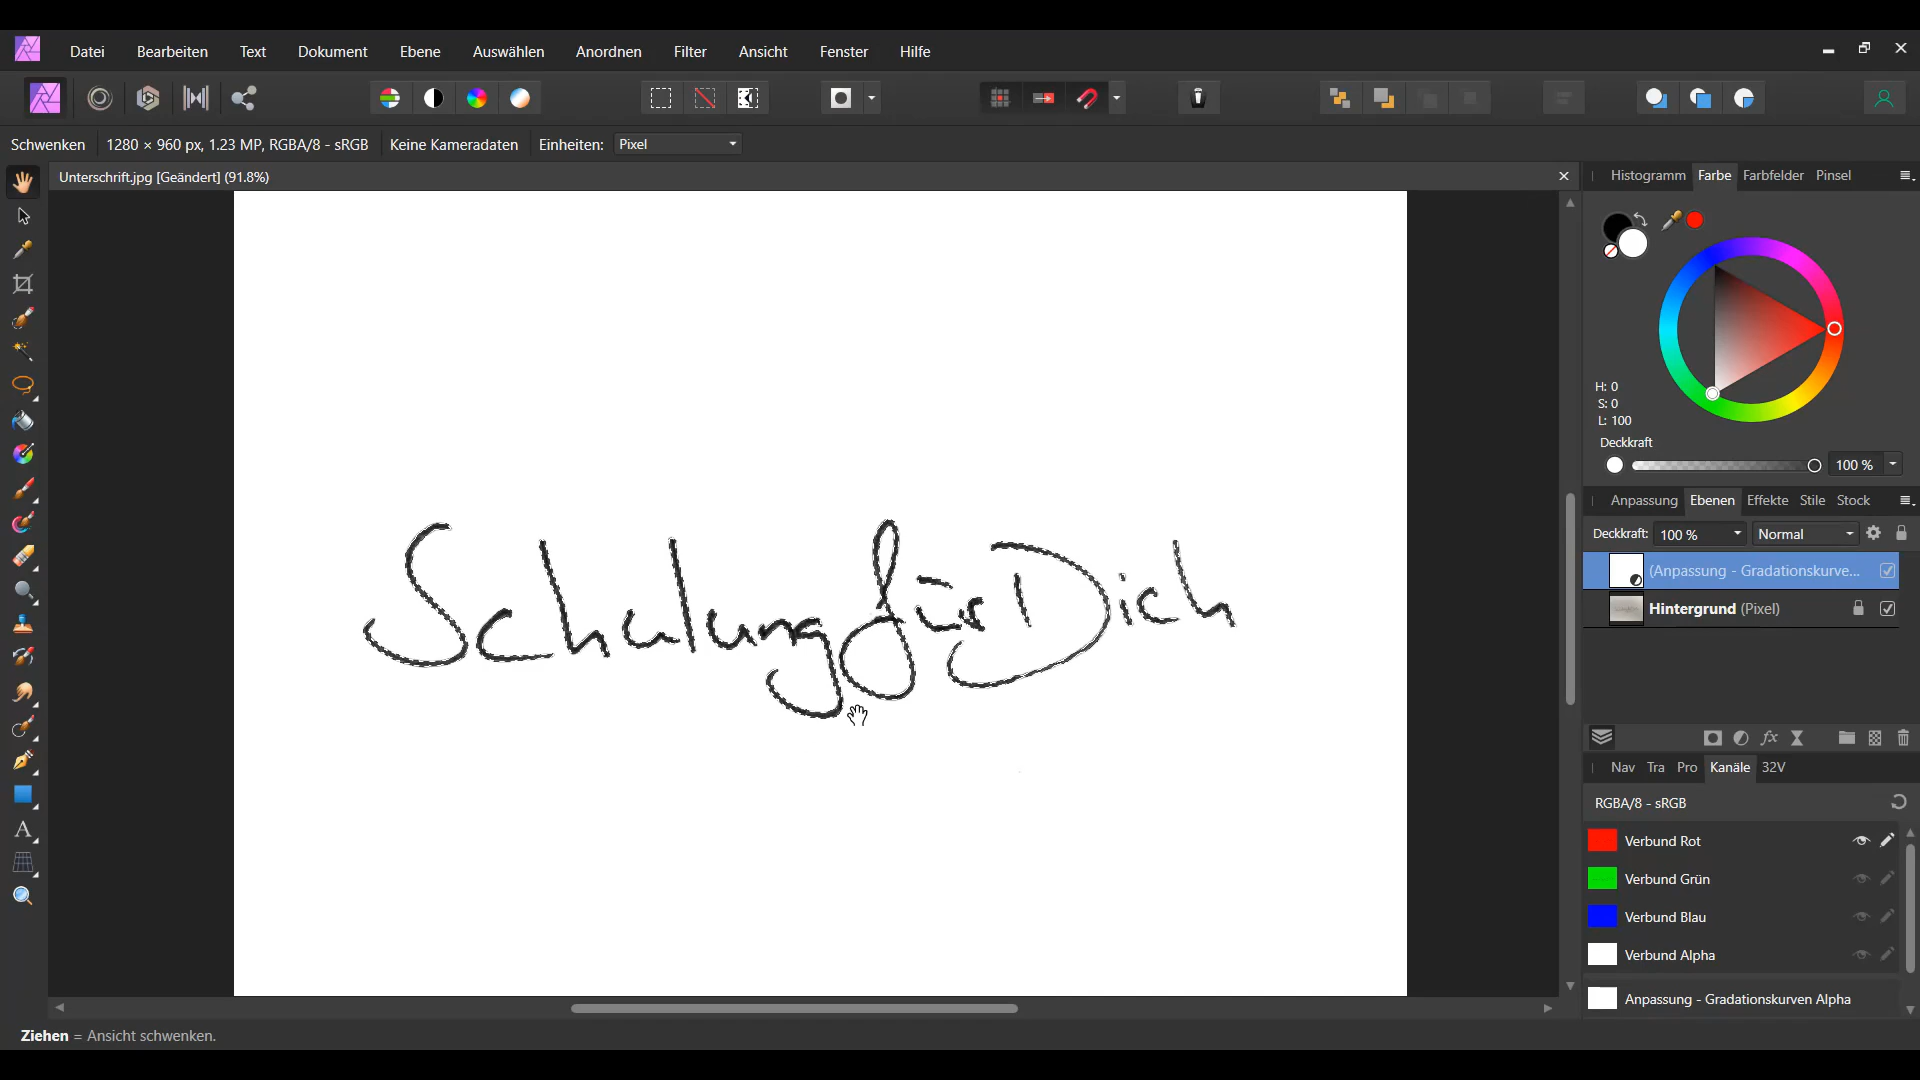 Datei Bearbeiten Text Dokument Ebene Auswählen Anordnen Filter Ansicht Fenster Hilfe
Schwenken 1280 × 960 px, 1.23 MP, RGBA/8 - sRGB Keine Kameradaten Einheiten: Pixel
Unterschrift.jpg [Geändert] (91.8%)
Histogramm Farbe Farbfelder Pinsel
H: 0
S: 0
L: 100
Deckkraft
100 %
Anpassung Ebenen Effekte Stile Stock
Deckkraft: 100 % Normal
(Anpassung - Gradationskurve...
Hintergrund (Pixel)
Schulung für Dich
fx
Nav Tra Pro Kanäle 32V
RGBA/8 - sRGB
Verbund Rot
Verbund Grün
Verbund Blau
Verbund Alpha
Anpassung - Gradationskurven Alpha
Ziehen = Ansicht schwenken.